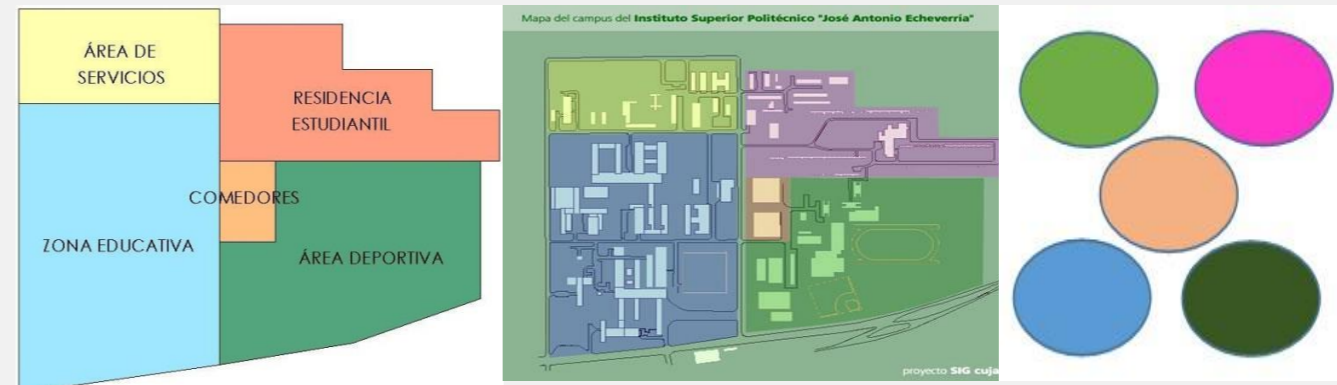 ÁREA DE
SERVICIOS
RESIDENCIA
ESTUDIANTIL
COMEDORES
ZONA EDUCATIVA
ÁREA DEPORTIVA
Mapa del campus del Instituto Superior Politécnico "José Antonio Echeverría"
proyecto SIG cuja